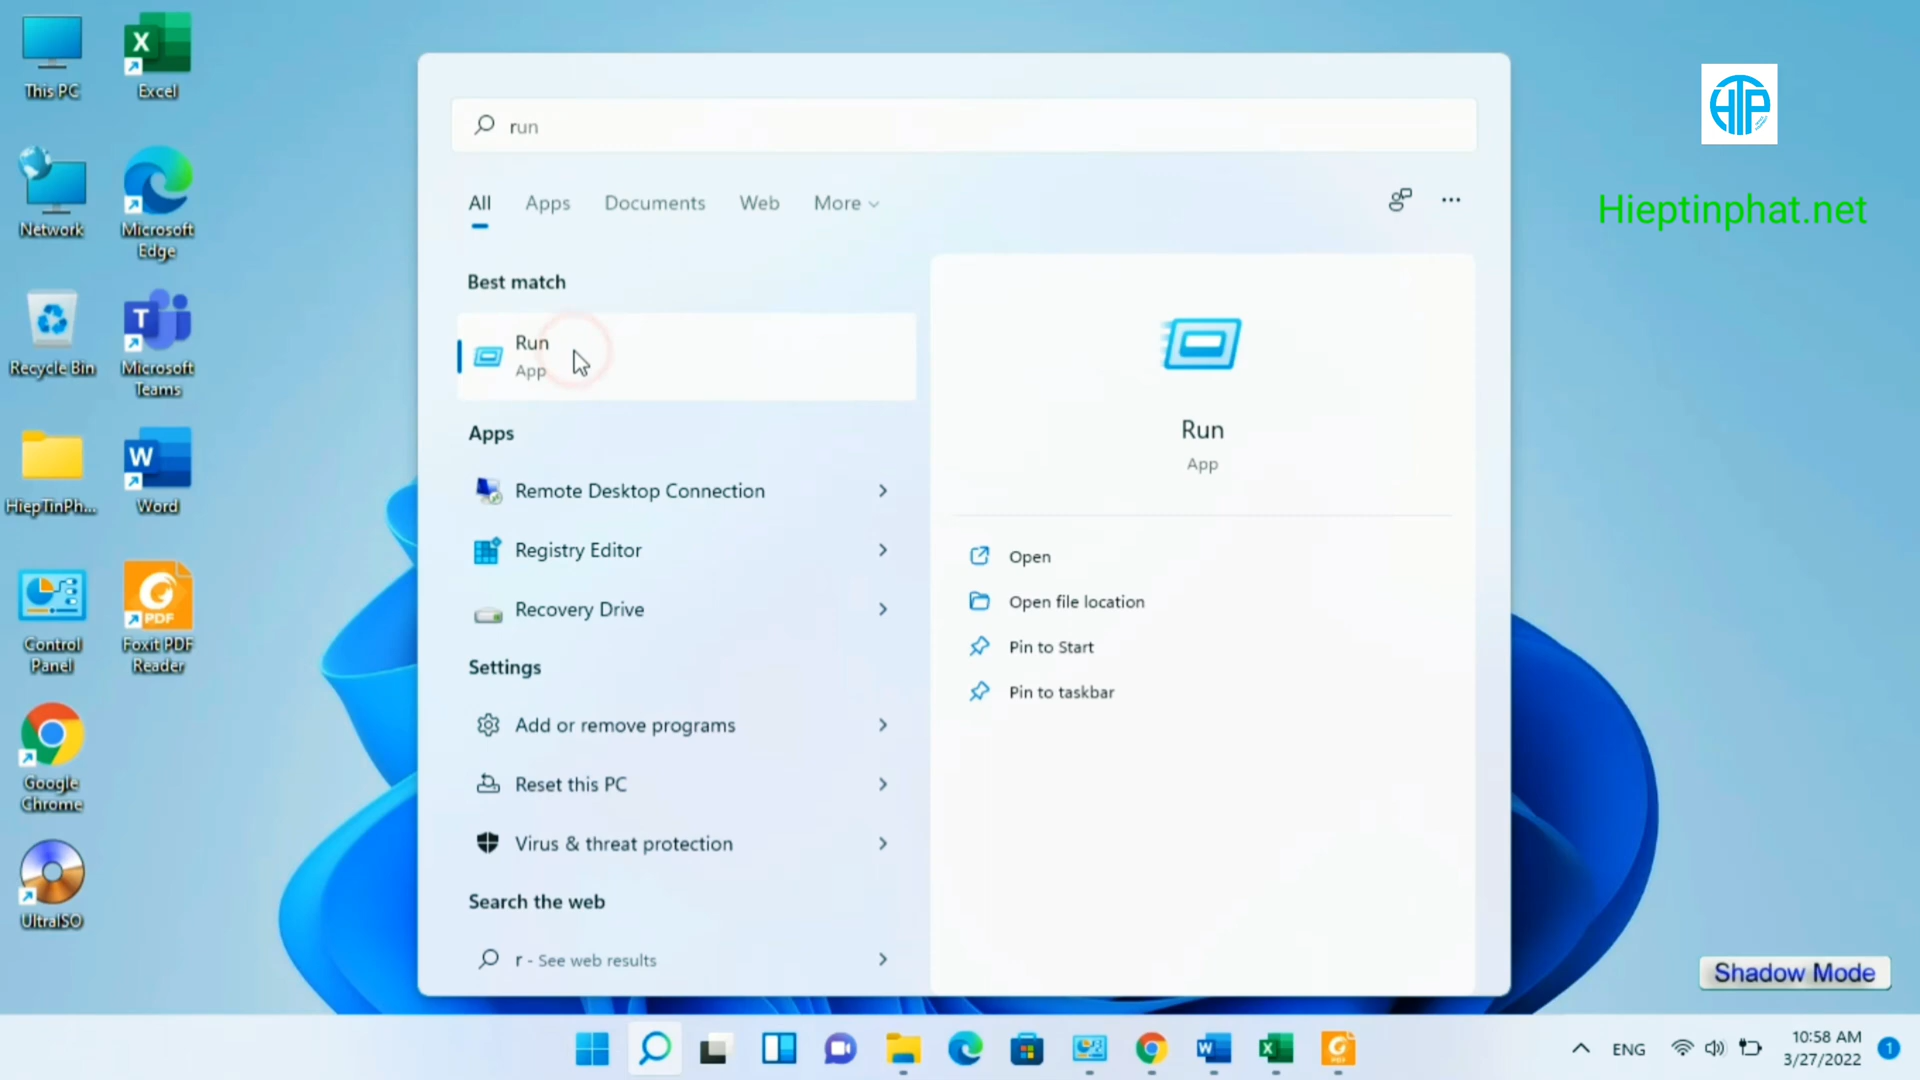 This PC
Excel
Network
Microsoft
Edge
Recycle Bin
Microsoft
Teams
HiepTinPh...
Word
Control
Panel
Foxit PDF
Reader
Google
Chrome
UltraISO
run
All
Apps
Documents
Web
More
Best match
Run
App
Apps
Remote Desktop Connection
Registry Editor
Recovery Drive
Settings
Add or remove programs
Reset this PC
Virus & threat protection
Search the web
r - See web results
Run
App
Open
Open file location
Pin to Start
Pin to taskbar
HTP
Hieptinphat.net
Shadow Mode
ENG
10:58 AM
3/27/2022
1